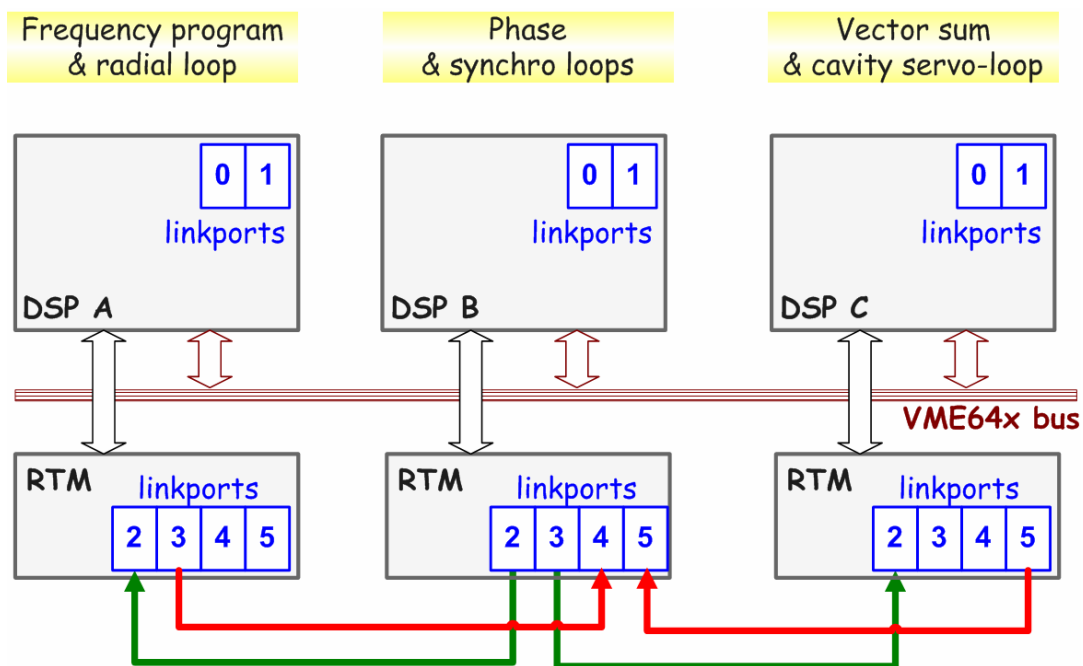 Frequency program
& radial loop
Phase
& synchro loops
Vector sum
& cavity servo-loop
0 1
linkports
DSP A
0 1
linkports
DSP B
0 1
linkports
DSP C
VME64x bus
RTM
linkports
2 3 4 5
RTM
linkports
2 3 4 5
RTM
linkports
2 3 4 5